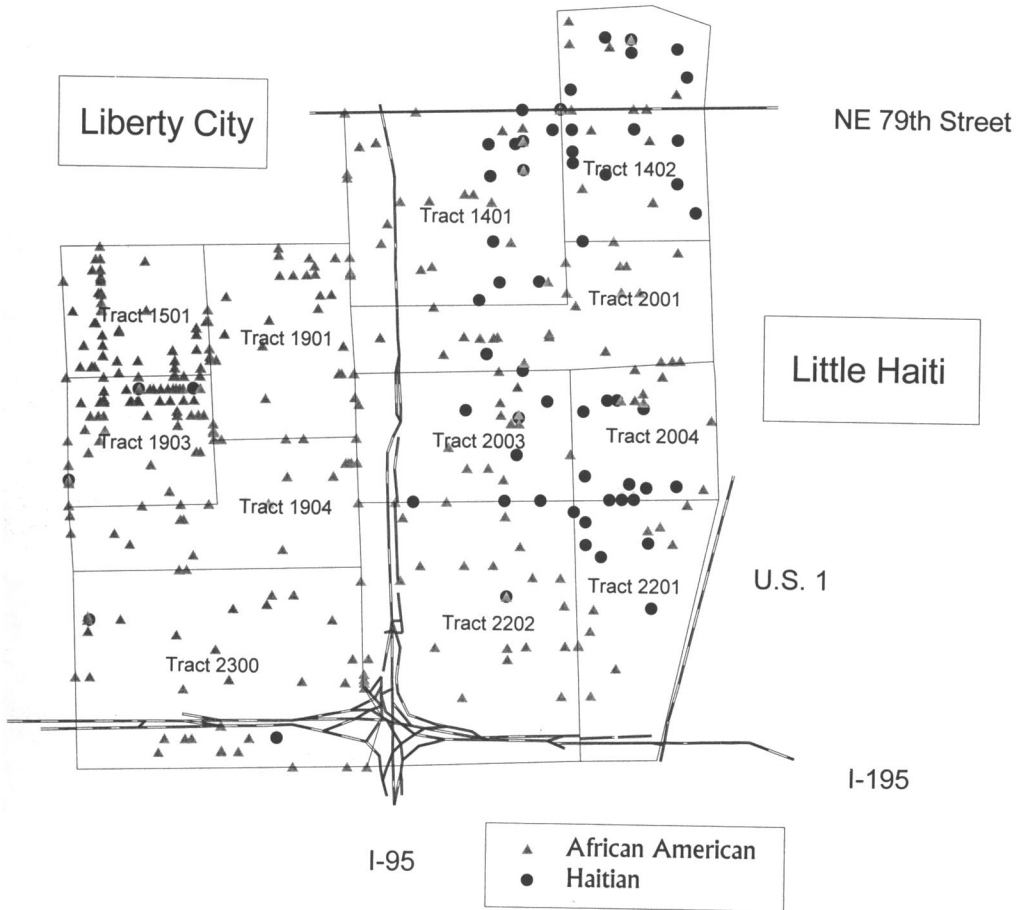 Liberty City
NE 79th Street
Tract 1402
Tract 1401
Tract 2001
Tract 1501
Tract 1901
Little Haiti
Tract 1903
Tract 2003
Tract 2004
Tract 1904
U.S. 1
Tract 2201
Tract 2202
Tract 2300
I-195
I-95
African American
Haitian